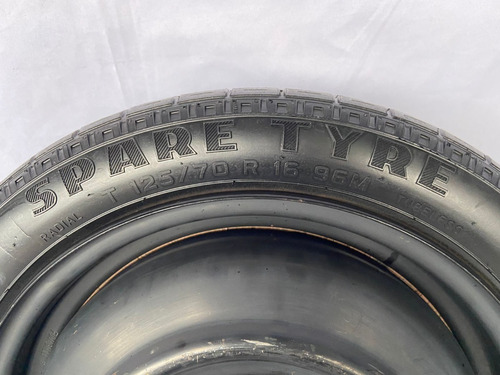 SPARE TYRE
RADIAL T 125/70 R 16 96M TUBELESS